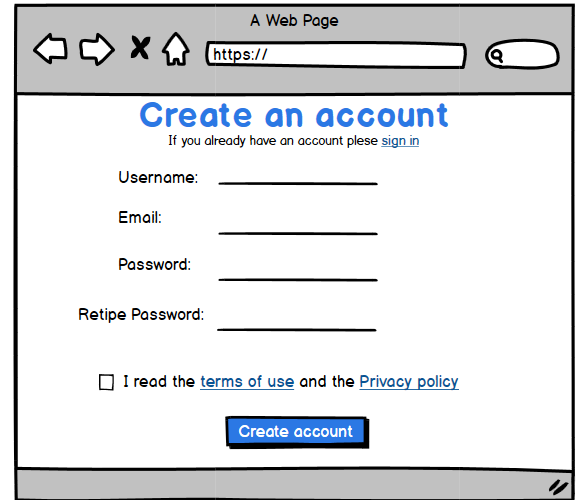 A Web Page
https://
Create an account
If you already have an account plese sign in
Username:
Email:
Password:
Retipe Password:
I read the terms of use and the Privacy policy
Create account